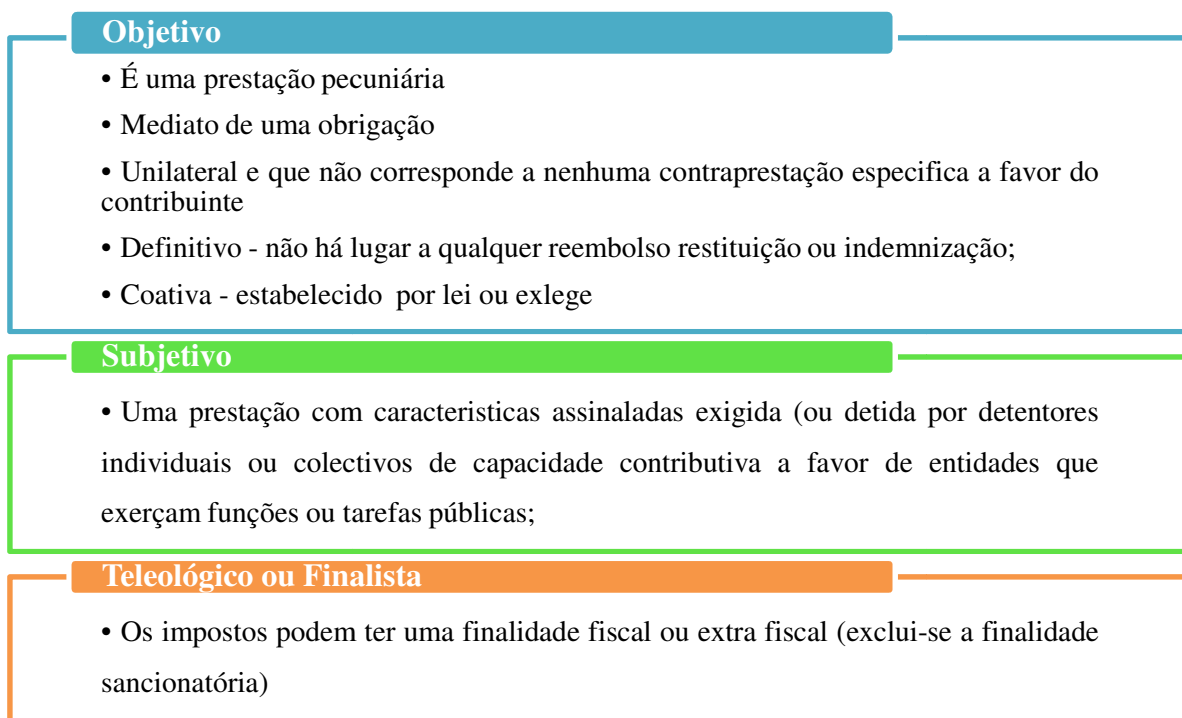 Objetivo
• É uma prestação pecuniária
• Mediato de uma obrigação
• Unilateral e que não corresponde a nenhuma contraprestação especifica a favor do
contribuinte
• Definitivo - não há lugar a qualquer reembolso restituição ou indemnização;
• Coativa - estabelecido por lei ou exlege
Subjetivo
• Uma prestação com caracteristicas assinaladas exigida (ou detida por detentores
individuais ou colectivos de capacidade contributiva a favor de entidades que
exerçam funções ou tarefas públicas;
Teleológico ou Finalista
• Os impostos podem ter uma finalidade fiscal ou extra fiscal (exclui-se a finalidade
sancionatória)